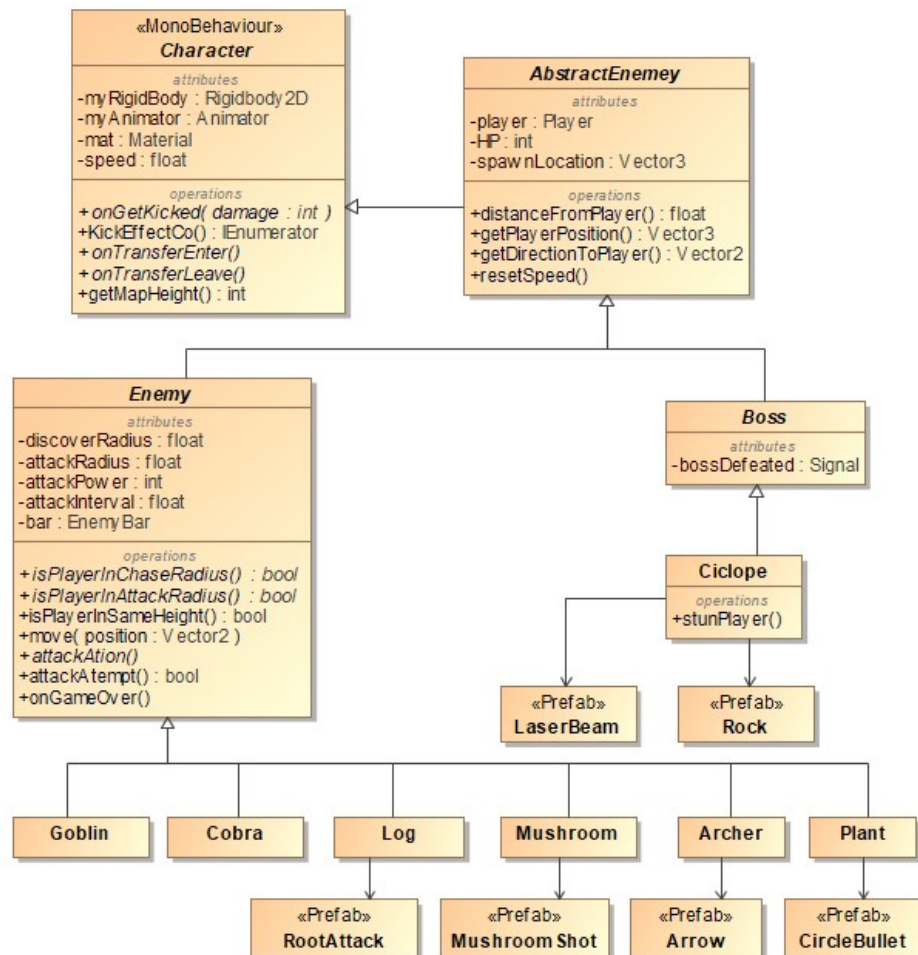 «MonoBehaviour»
Character
attributes
-myRigidBody : Rigidbody2D
-myAnimator : Animator
-mat : Material
-speed : float
operations
+onGetKicked( damage : int )
+KickEffectCo() : IEnumerator
+onTransferEnter()
+onTransferLeave()
+getMapHeight() : int
AbstractEnemey
attributes
-player : Player
-HP : int
-spawnLocation : Vector3
operations
+distanceFromPlayer() : float
+getPlayerPosition() : Vector3
+getDirectionToPlayer() : Vector2
+resetSpeed()
Enemy
attributes
-discoverRadius : float
-attackRadius : float
-attackPower : int
-attackInterval : float
-bar : EnemyBar
operations
+isPlayerInChaseRadius() : bool
+isPlayerInAttackRadius() : bool
+isPlayerInSameHeight() : bool
+move( position : Vector2 )
+attackAtion()
+attackAtempt() : bool
+onGameOver()
Boss
attributes
-bossDefeated : Signal
Ciclope
operations
+stunPlayer()
«Prefab»
LaserBeam
«Prefab»
Rock
Goblin
Cobra
Log
Mushroom
Archer
Plant
«Prefab»
RootAttack
«Prefab»
MushroomShot
«Prefab»
Arrow
«Prefab»
CircleBullet